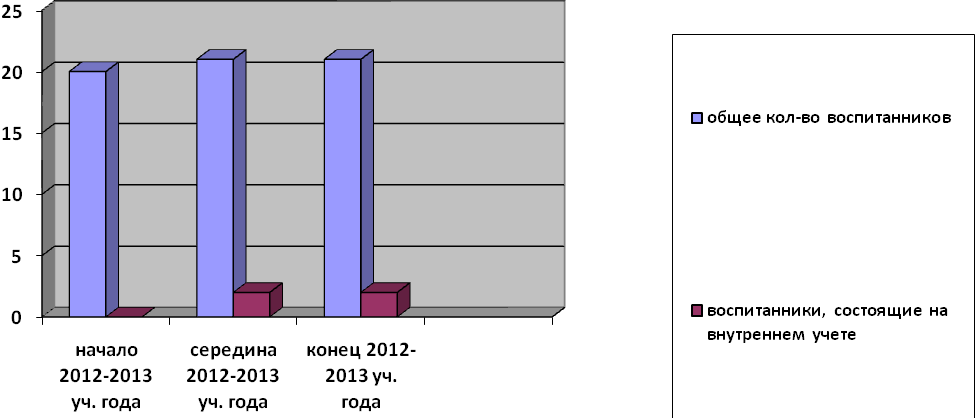 25
20
15
10
5
0
начало
2012-2013
уч. года
середина
2012-2013
уч. года
конец 2012-
2013 уч.
года
общее кол-во воспитанников
воспитанники, состоящие на
внутреннем учете